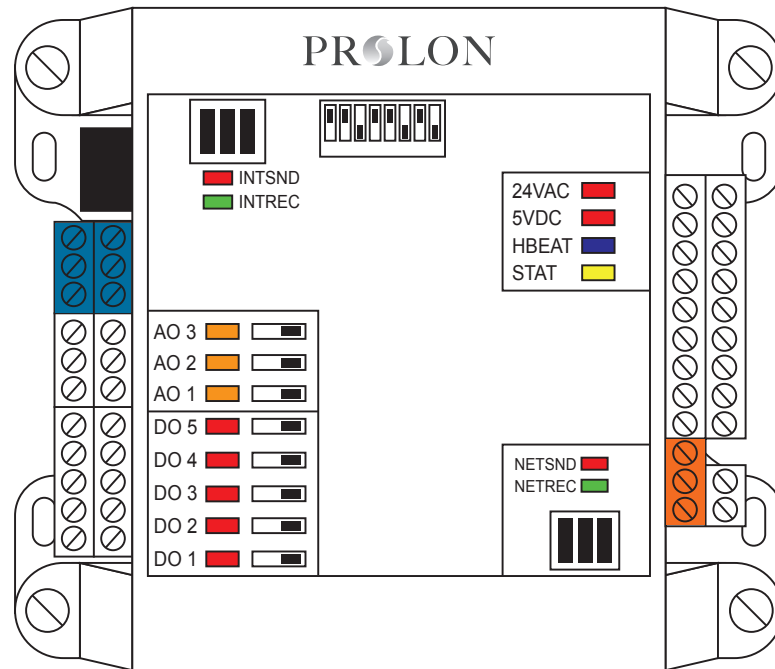 PROLON
INTSND
INTREC
24VAC
5VDC
HBEAT
STAT
AO 3
AO 2
AO 1
DO 5
DO 4
DO 3
DO 2
DO 1
NETSND
NETREC